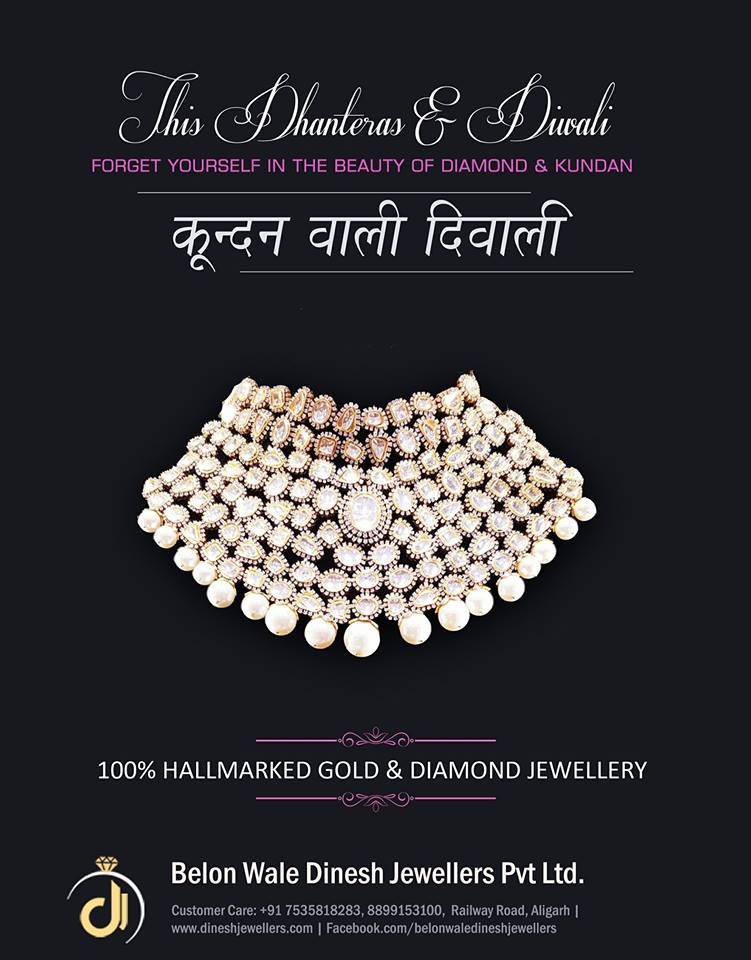 This Dhanteras & Diwali
FORGET YOURSELF IN THE BEAUTY OF DIAMOND & KUNDAN
कून्दन वाली दिवाली
100% HALLMARKED GOLD & DIAMOND JEWELLERY
Belon Wale Dinesh Jewellers Pvt Ltd.
Customer Care: +91 7535818283, 8899153100, Railway Road, Aligarh |
www.dineshjewellers.com | Facebook.com/belonwaledineshjewellers